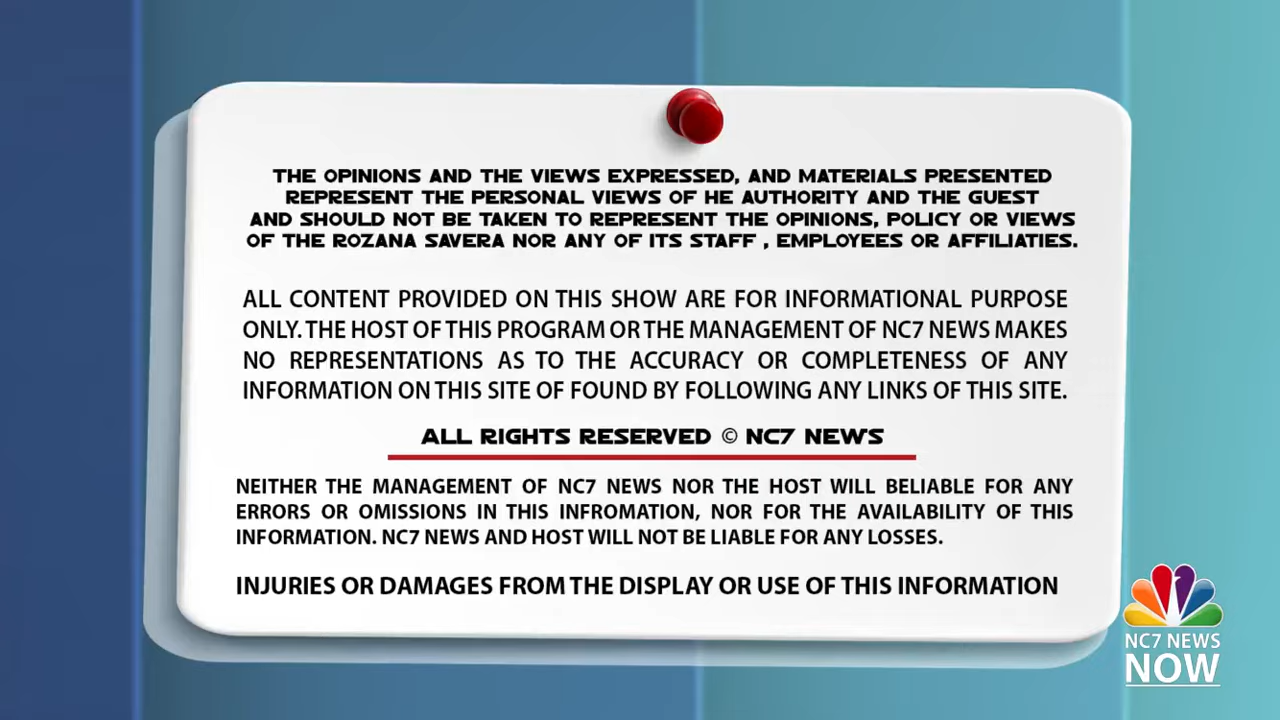 THE OPINIONS AND THE VIEWS EXPRESSED, AND MATERIALS PRESENTED
REPRESENT THE PERSONAL VIEWS OF HE AUTHORITY AND THE GUEST
AND SHOULD NOT BE TAKEN TO REPRESENT THE OPINIONS, POLICY OR VIEWS
OF THE ROZANA SAVERA NOR ANY OF ITS STAFF , EMPLOYEES OR AFFILIATIES.
ALL CONTENT PROVIDED ON THIS SHOW ARE FOR INFORMATIONAL PURPOSE
ONLY. THE HOST OF THIS PROGRAM OR THE MANAGEMENT OF NC7 NEWS MAKES
NO REPRESENTATIONS AS TO THE ACCURACY OR COMPLETENESS OF ANY
INFORMATION ON THIS SITE OF FOUND BY FOLLOWING ANY LINKS OF THIS SITE.
ALL RIGHTS RESERVED © NC7 NEWS
NEITHER THE MANAGEMENT OF NC7 NEWS NOR THE HOST WILL BELIABLE FOR ANY
ERRORS OR OMISSIONS IN THIS INFROMATION, NOR FOR THE AVAILABILITY OF THIS
INFORMATION. NC7 NEWS AND HOST WILL NOT BE LIABLE FOR ANY LOSSES.
INJURIES OR DAMAGES FROM THE DISPLAY OR USE OF THIS INFORMATION
NC7 NEWS
NOW